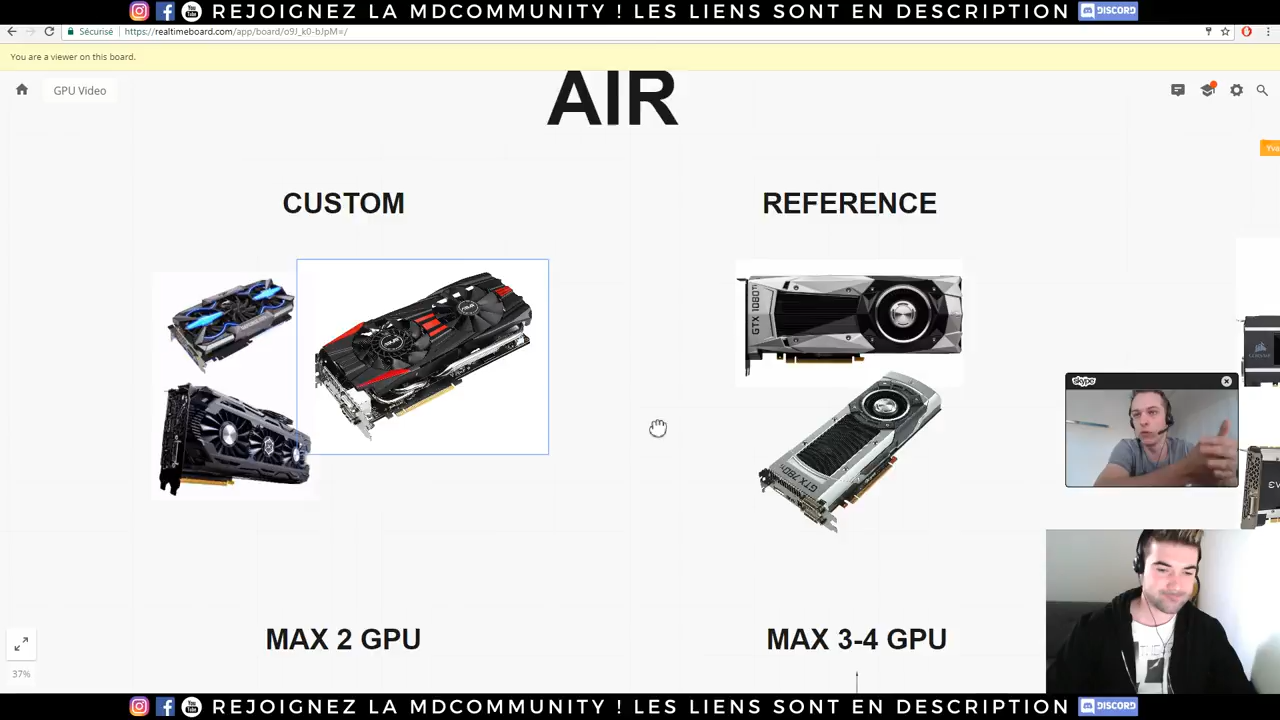 REJOIGNEZ LA MDCOMMUNITY ! LES LIENS SONT EN DESCRIPTION DISCORD
Sécurisé https://realtimeboard.com/app/board/o9J_k0-bJpM=/
You are a viewer on this board.
GPU Video
AIR
CUSTOM
REFERENCE
GTX 1080 Ti
skype
GTX 780 Ti
MAX 2 GPU
MAX 3-4 GPU
37%
REJOIGNEZ LA MDCOMMUNITY ! LES LIENS SONT EN DESCRIPTION DISCORD